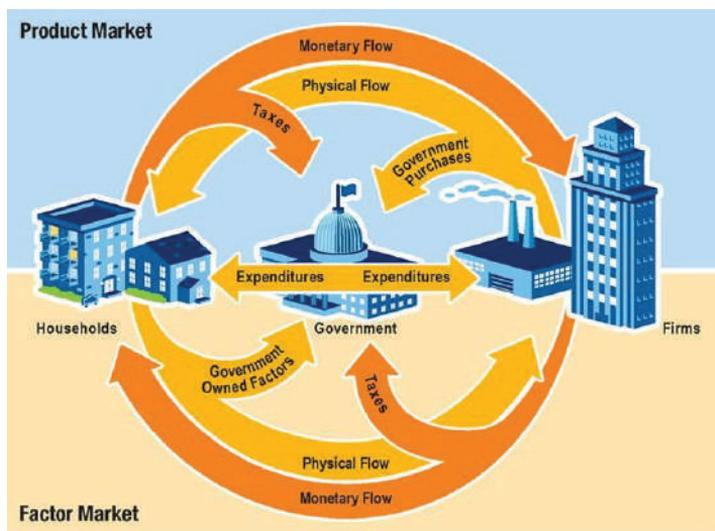 Product Market
Monetary Flow
Physical Flow
Taxes
Government
Purchases
Expenditures
Expenditures
Households
Government
Firms
Government
Owned Factors
Taxes
Physical Flow
Monetary Flow
Factor Market